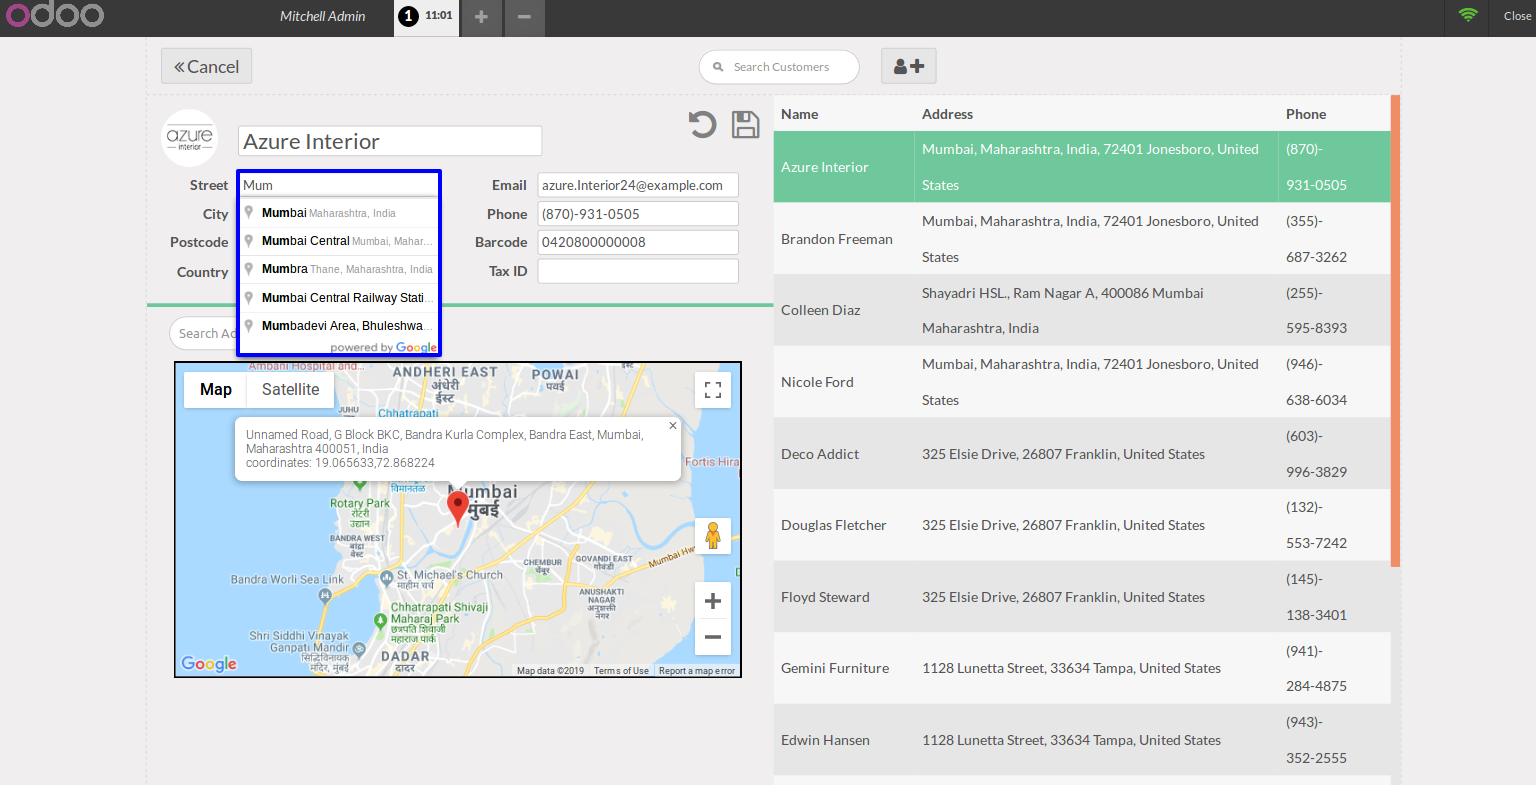 odoo
Mitchell Admin
1 11:01
Close
Cancel
Search Customers
azure
interior
Azure Interior
Street Mum
City
Postcode
Country
Mumbai Maharashtra, India
Mumbai Central Mumbai, Mahar...
Mumbra Thane, Maharashtra, India
Mumbai Central Railway Stati...
Mumbadevi Area, Bhuleshwa...
powered by Google
Email azure.Interior24@example.com
Phone (870)-931-0505
Barcode 0420800000008
Tax ID
Search Ad
Map Satellite
Ambani Hospital and...
ANDHERI EAST
अंधेरी
ईस्ट
POWAI
पवई
JUHU
Chhatrapati
Unnamed Road, G Block BKC, Bandra Kurla Complex, Bandra East, Mumbai,
Maharashtra 400051, India
coordinates: 19.065633,72.868224
×
Fortis Hira
विमानतळ
Mumbai
मुंबई
Rotary Park
रोटरी
उद्यान
BANDRA WEST
बांद्रा
वेस्ट
CHEMBUR
चेंबूर
GOVANDI EAST
गोवंडी
Mumbai Hw
Bandra Worli Sea Link
St. Michael's Church
माहीम चर्च
ANUSHAKTI
NAGAR
अनुशक्ती
नगर
Chhatrapati Shivaji
Maharaj Park
छत्रपति शिवाजी
महाराज पार्क
Shri Siddhi Vinayak
Ganpati Mandir
सिद्धिविनायक
मंदिर, मुंबई
DADAR
दादर
Google
Map data ©2019 Terms of Use Report a map error
Name Address Phone
Azure Interior
Mumbai, Maharashtra, India, 72401 Jonesboro, United
States
(870)-
931-0505
Brandon Freeman
Mumbai, Maharashtra, India, 72401 Jonesboro, United
States
(355)-
687-3262
Colleen Diaz
Shayadri HSL., Ram Nagar A, 400086 Mumbai
Maharashtra, India
(255)-
595-8393
Nicole Ford
Mumbai, Maharashtra, India, 72401 Jonesboro, United
States
(946)-
638-6034
Deco Addict
325 Elsie Drive, 26807 Franklin, United States
(603)-
996-3829
Douglas Fletcher
325 Elsie Drive, 26807 Franklin, United States
(132)-
553-7242
Floyd Steward
325 Elsie Drive, 26807 Franklin, United States
(145)-
138-3401
Gemini Furniture
1128 Lunetta Street, 33634 Tampa, United States
(941)-
284-4875
Edwin Hansen
1128 Lunetta Street, 33634 Tampa, United States
(943)-
352-2555